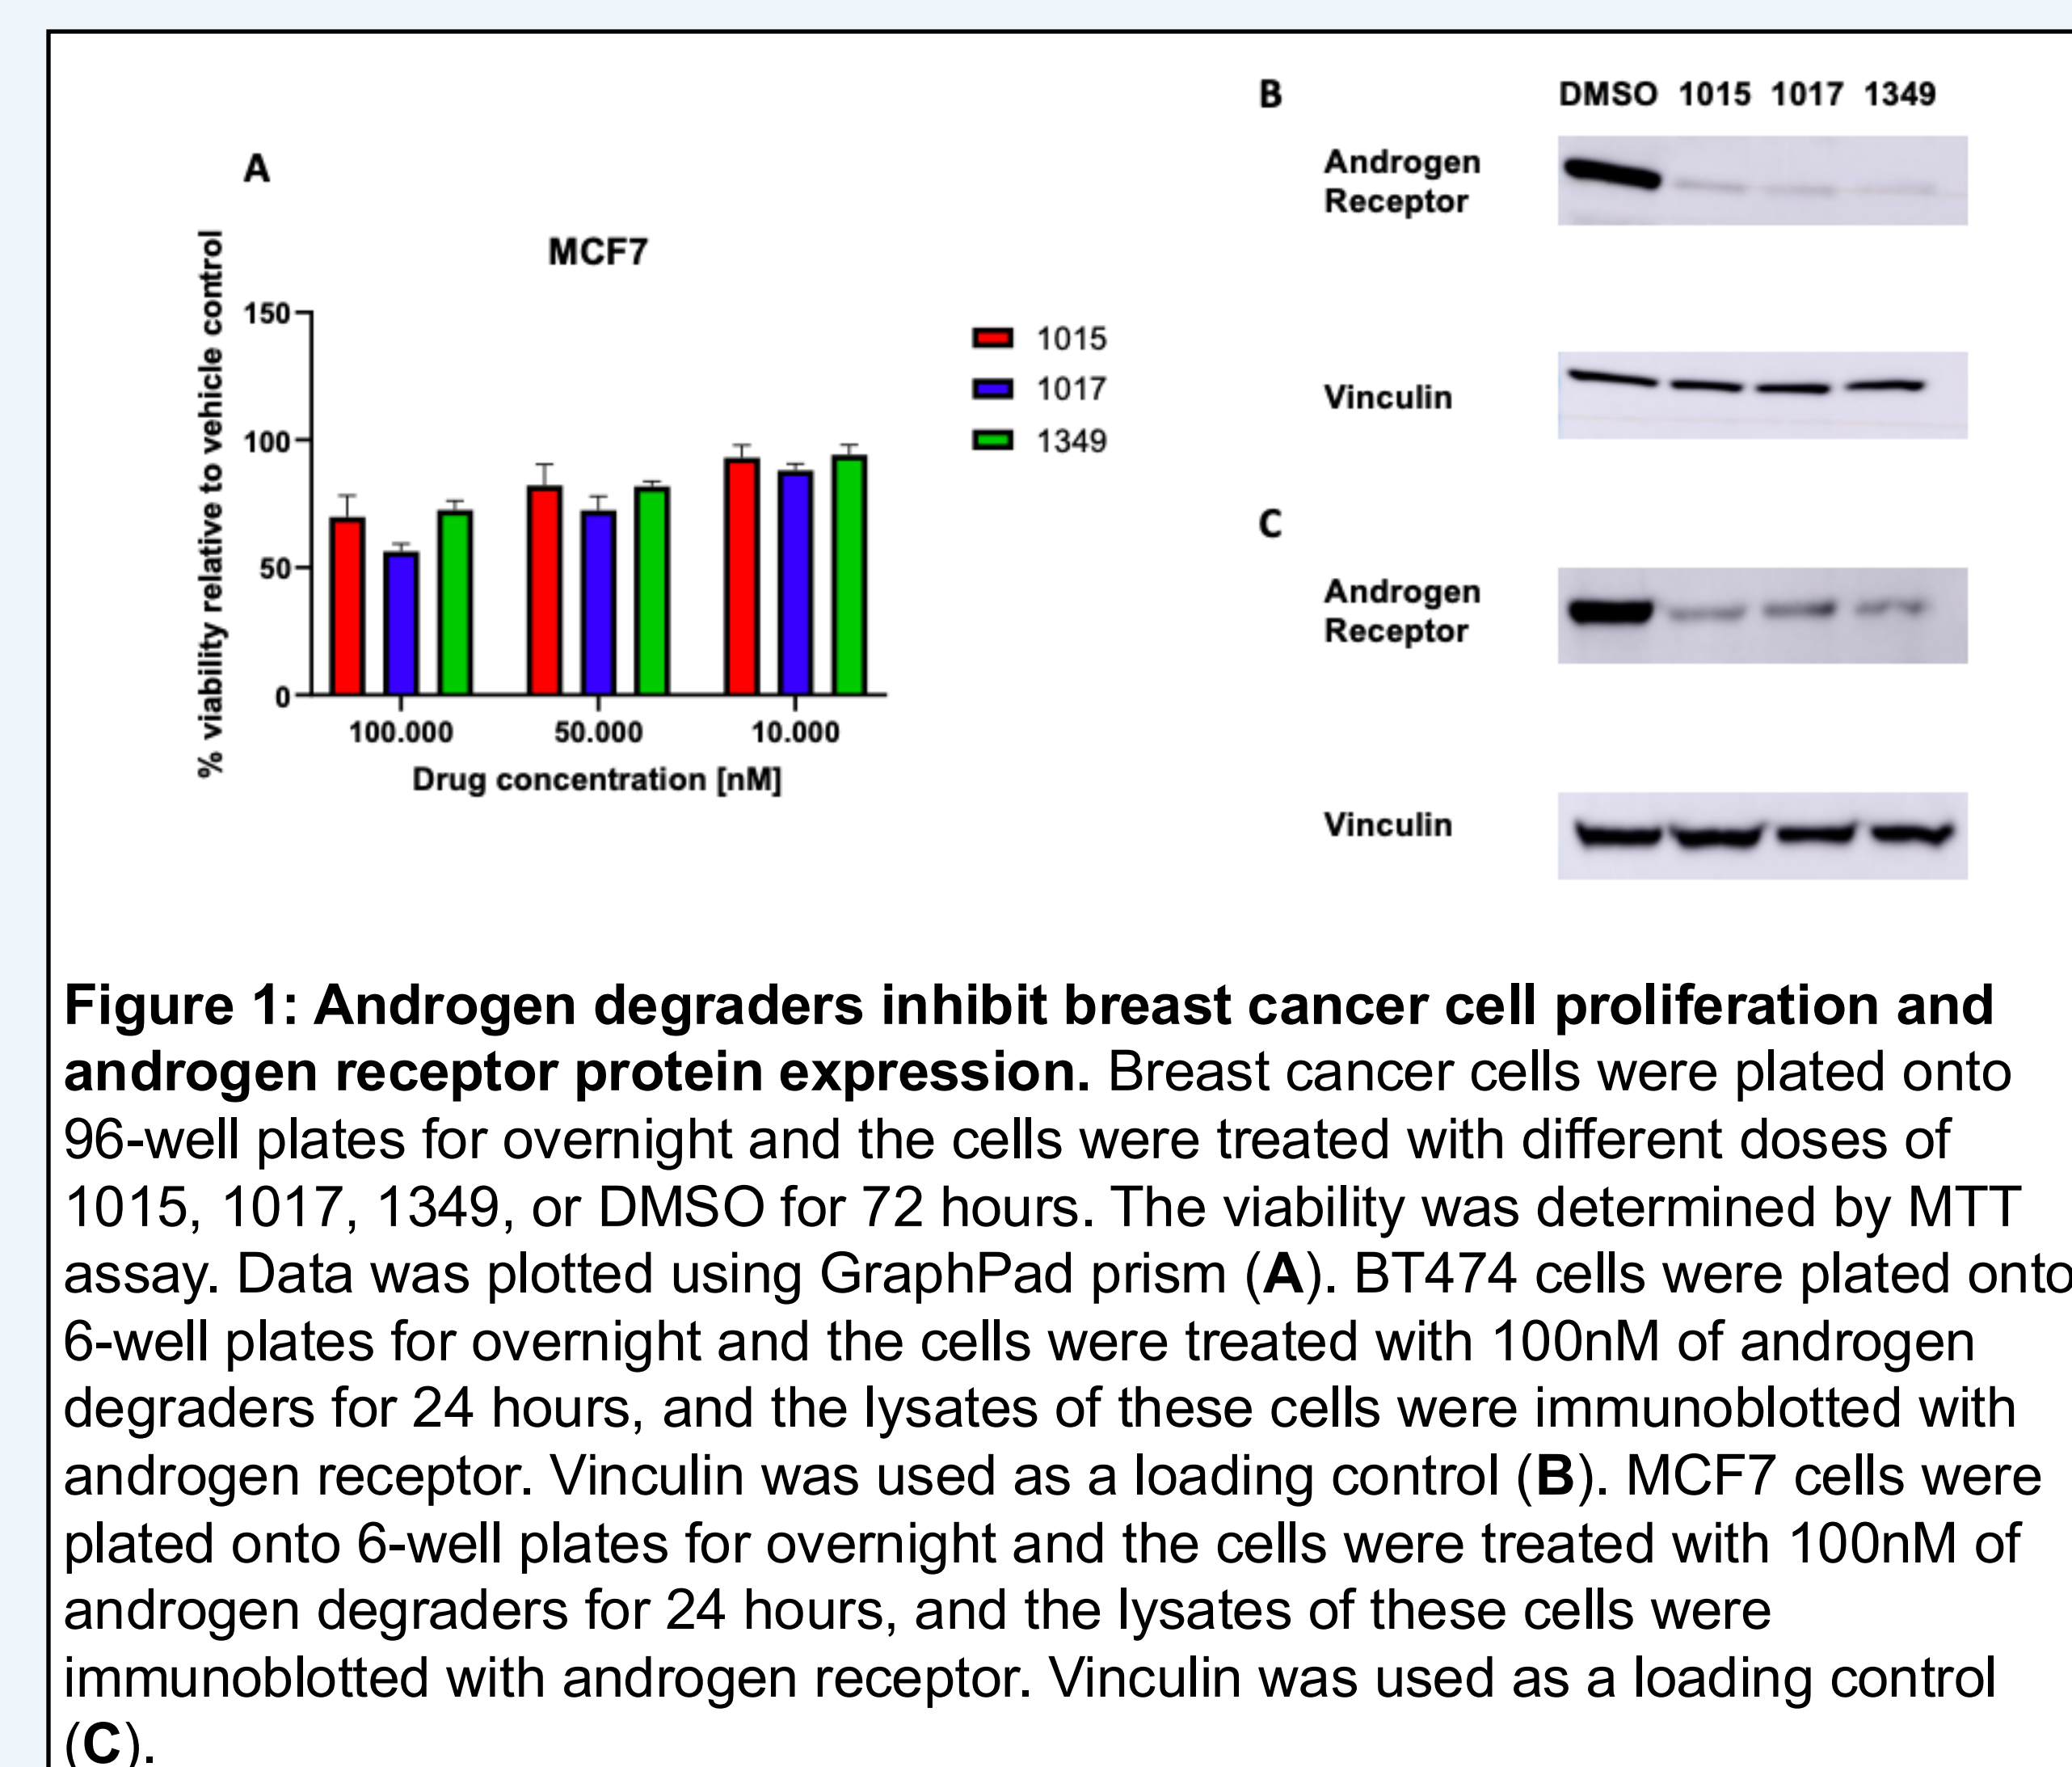 A
MCF7
% viability relative to vehicle control
150
100
50
0
100.000 50.000 10.000
Drug concentration [nM]
1015
1017
1349
B
DMSO 1015 1017 1349
Androgen
Receptor
Vinculin
C
Androgen
Receptor
Vinculin
Figure 1: Androgen degraders inhibit breast cancer cell proliferation and
androgen receptor protein expression. Breast cancer cells were plated onto
96-well plates for overnight and the cells were treated with different doses of
1015, 1017, 1349, or DMSO for 72 hours. The viability was determined by MTT
assay. Data was plotted using GraphPad prism (A). BT474 cells were plated onto
6-well plates for overnight and the cells were treated with 100nM of androgen
degraders for 24 hours, and the lysates of these cells were immunoblotted with
androgen receptor. Vinculin was used as a loading control (B). MCF7 cells were
plated onto 6-well plates for overnight and the cells were treated with 100nM of
androgen degraders for 24 hours, and the lysates of these cells were
immunoblotted with androgen receptor. Vinculin was used as a loading control
(C).